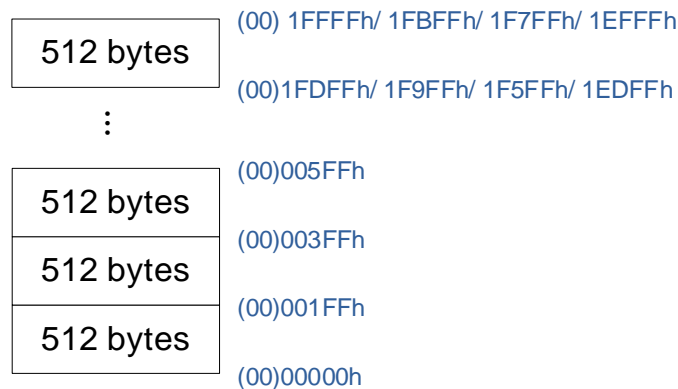 (00) 1FFFFh/ 1FBFFh/ 1F7FFh/ 1EFFFh
512 bytes
(00)1FDFFh/ 1F9FFh/ 1F5FFh/ 1EDFFh
⋮
(00)005FFh
512 bytes
(00)003FFh
512 bytes
(00)001FFh
512 bytes
(00)00000h